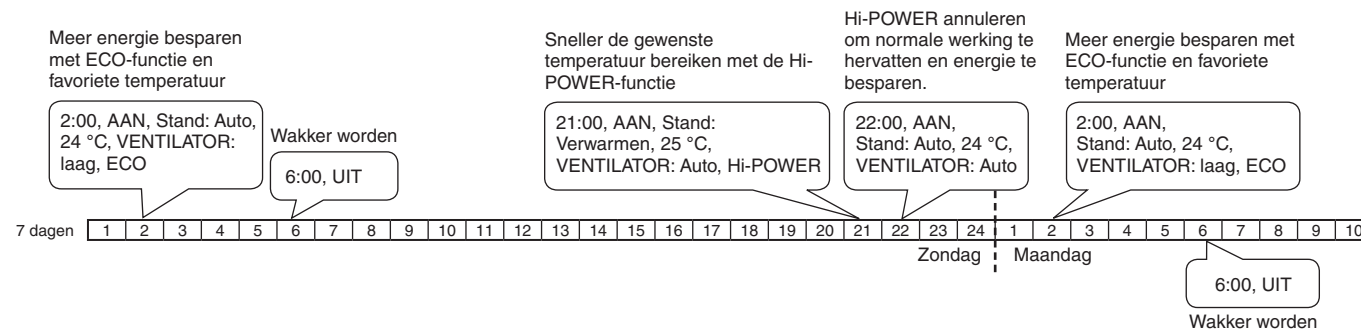 Meer energie besparen
met ECO-functie en
favoriete temperatuur
2:00, AAN, Stand: Auto,
24 °C, VENTILATOR:
laag, ECO
Wakker worden
6:00, UIT
Sneller de gewenste
temperatuur bereiken met de Hi-
POWER-functie
21:00, AAN, Stand:
Verwarmen, 25 °C,
VENTILATOR: Auto, Hi-POWER
Hi-POWER annuleren
om normale werking te
hervatten en energie te
besparen.
22:00, AAN,
Stand: Auto, 24 °C,
VENTILATOR: Auto
Meer energie besparen met
ECO-functie en favoriete
temperatuur
2:00, AAN,
Stand: Auto, 24 °C,
VENTILATOR: laag, ECO
7 dagen 1 2 3 4 5 6 7 8 9 10 11 12 13 14 15 16 17 18 19 20 21 22 23 24 1 2 3 4 5 6 7 8 9 10
Zondag Maandag
6:00, UIT
Wakker worden